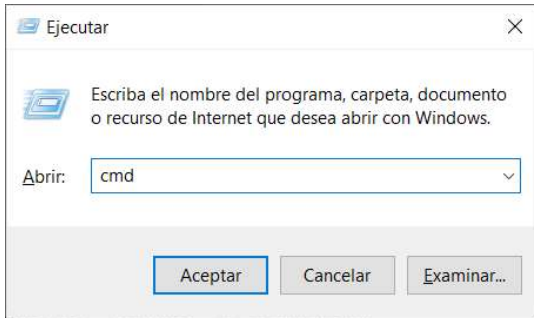 Ejecutar
Escriba el nombre del programa, carpeta, documento
o recurso de Internet que desea abrir con Windows.
Abrir: cmd
Aceptar Cancelar Examinar...